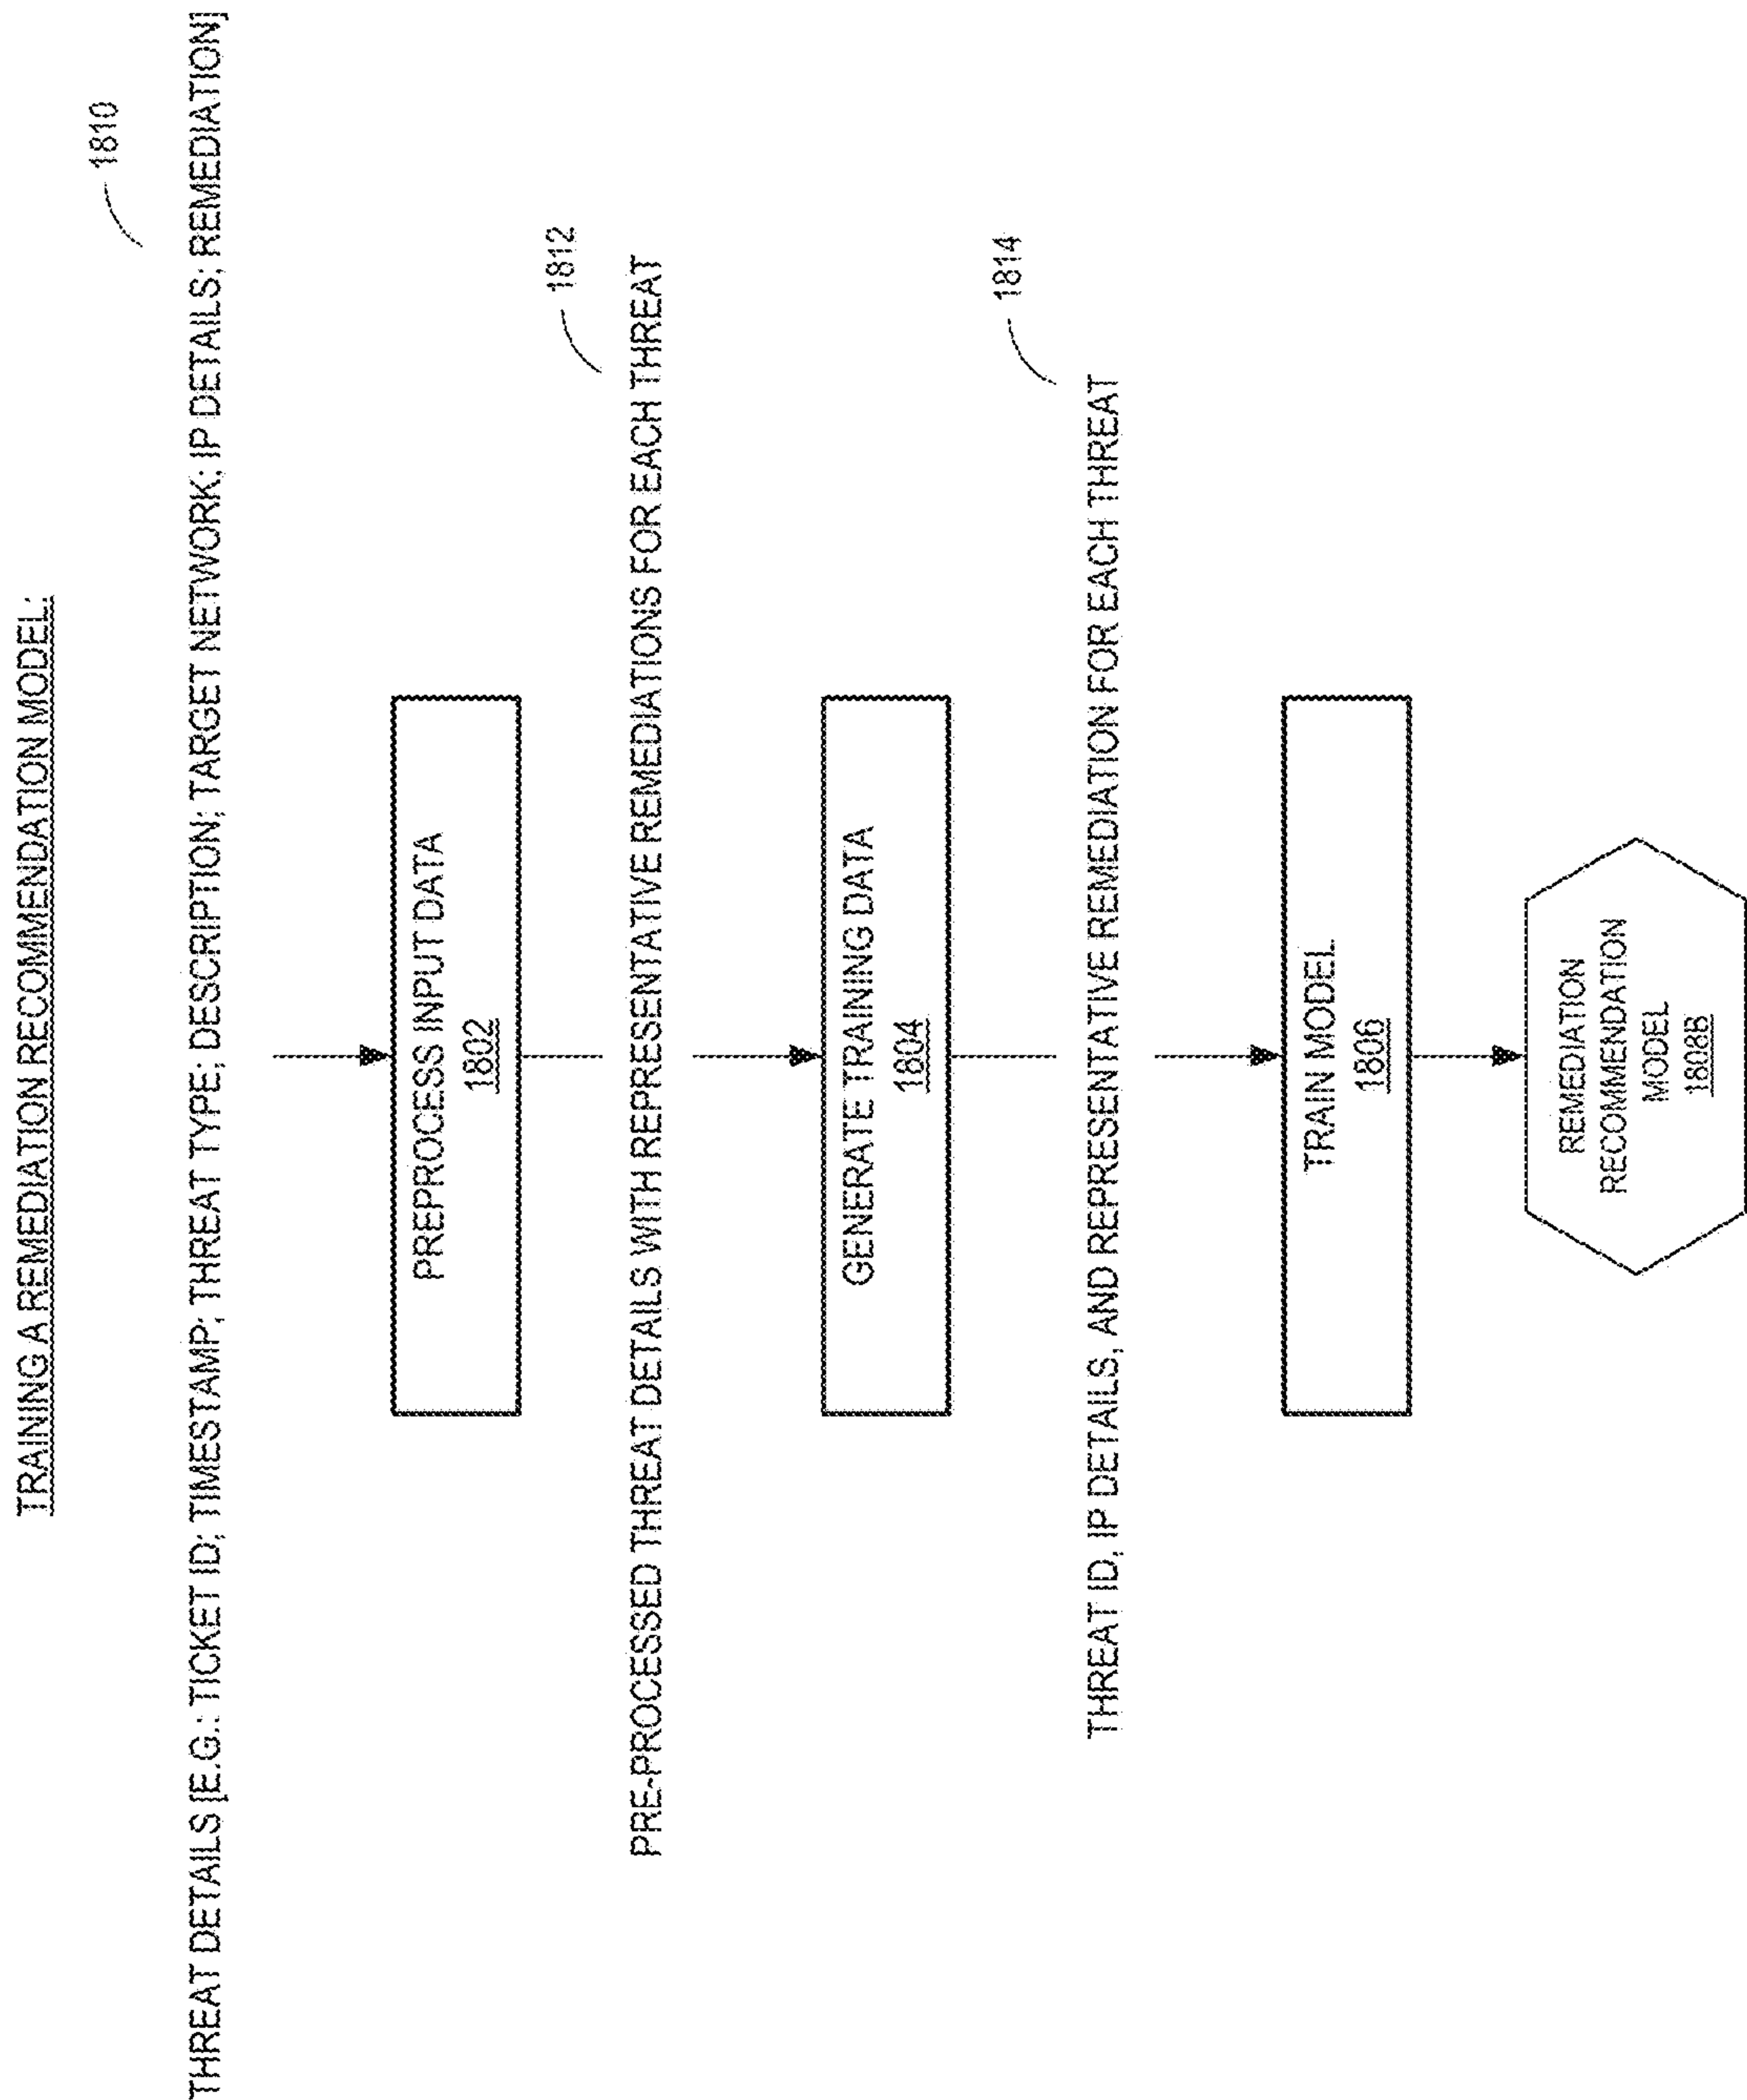 TRAINING A REMEDIATION RECOMMENDATION MODEL:
1810
THREAT DETAILS [E.G.: TICKET ID; TIMESTAMP; THREAT TYPE; DESCRIPTION; TARGET NETWORK; IP DETAILS; REMEDIATION]
PREPROCESS INPUT DATA
1802
1812
PRE-PROCESSED THREAT DETAILS WITH REPRESENTATIVE REMEDIATIONS FOR EACH THREAT
GENERATE TRAINING DATA
1804
1814
THREAT ID, IP DETAILS, AND REPRESENTATIVE REMEDIATION FOR EACH THREAT
TRAIN MODEL
1806
REMEDIATION
RECOMMENDATION
MODEL
1808B